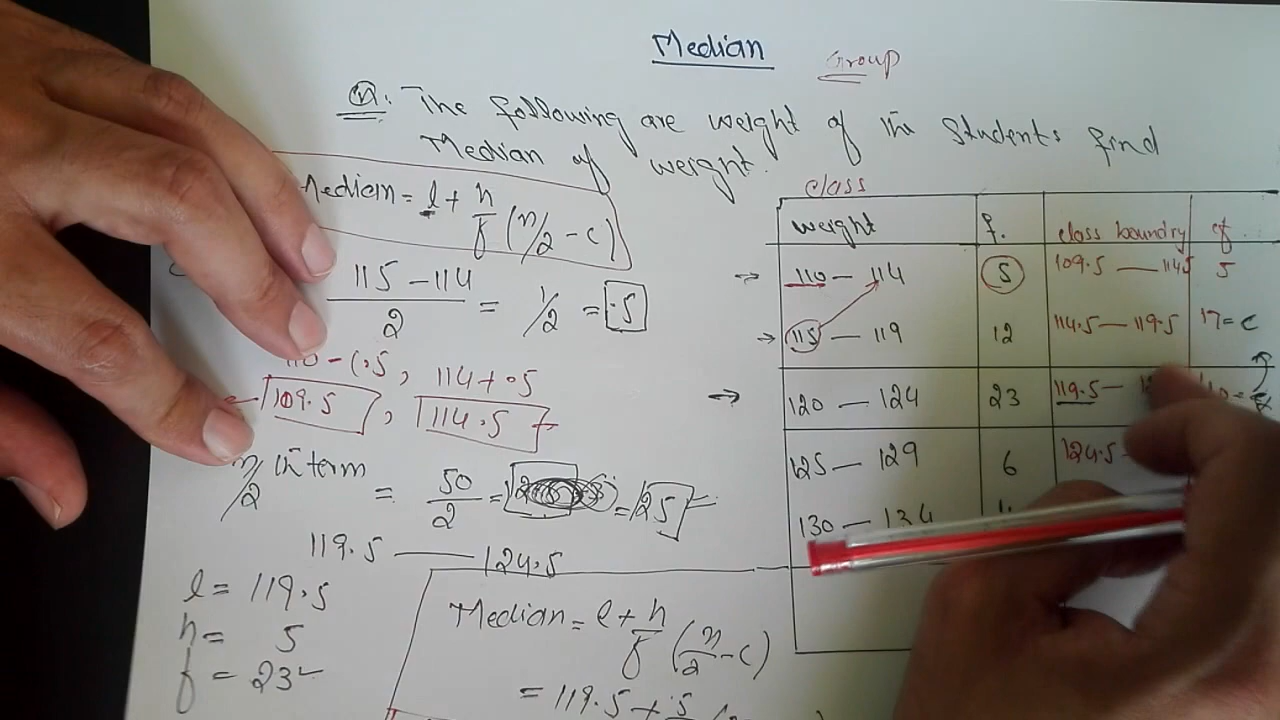 Median Group
Q. The following are weight of the students find
Median of weight.
Median = l + h/f (n/2 - c)
115 - 114 / 2 = 1/2 = .5
110 - (.5 , 114 + .5
109.5 , 114.5
n/2 th term = 50/2 = 25
119.5 — 124.5
l = 119.5
h = 5
f = 23
Median = l + h/f (n/2 - c)
= 119.5 + 5
class
weight f. class boundry cf.
110 — 114 5 109.5 — 114.5 5
115 — 119 12 114.5 — 119.5 17 = c
120 — 124 23 119.5 —
125 — 129 6 124.5 -
130 — 134